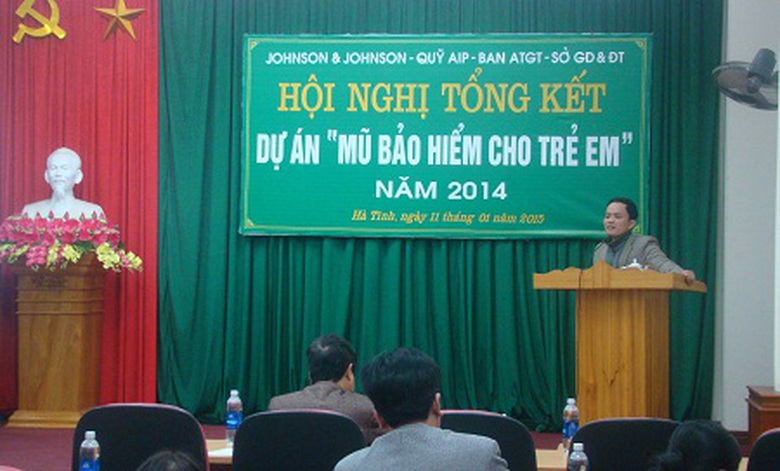 JOHNSON & JOHNSON - QUỸ AIP - BAN ATGT - SỞ GD & ĐT
HỘI NGHỊ TỔNG KẾT
DỰ ÁN "MŨ BẢO HIỂM CHO TRẺ EM"
NĂM 2014
Hà Tĩnh, ngày 11 tháng 01 năm 2015